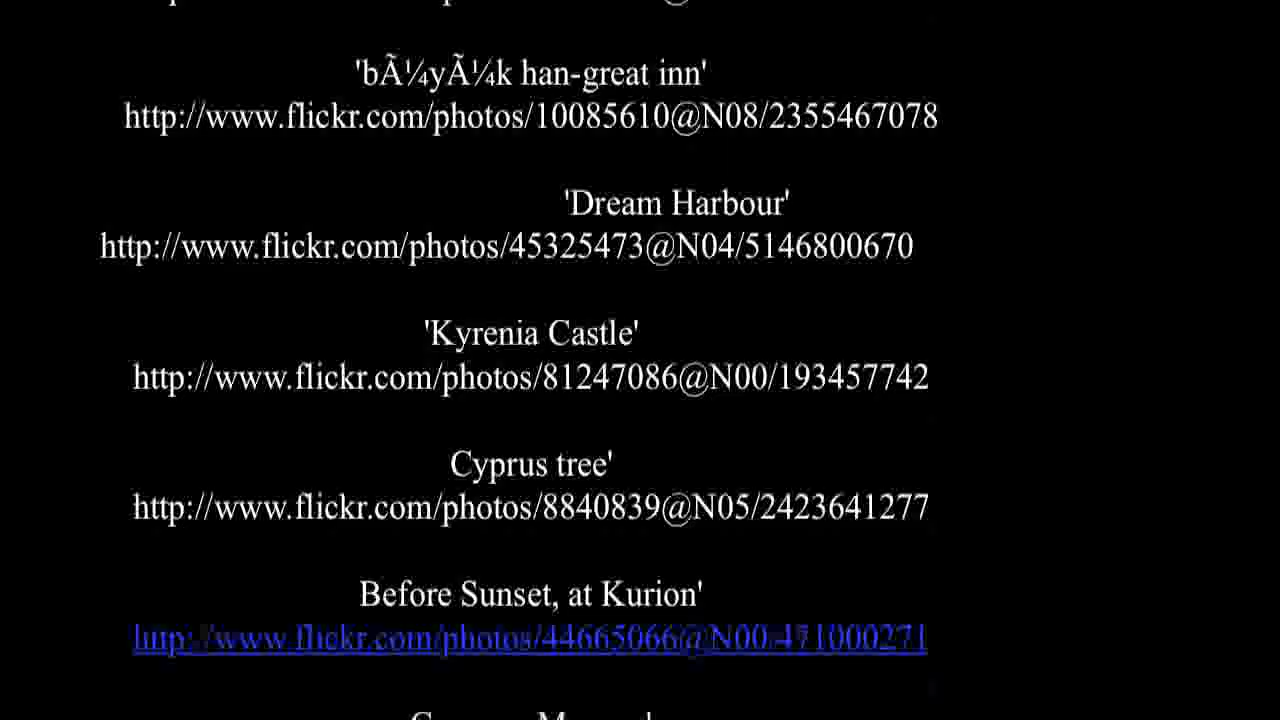 'bÃ¼yÃ¼k han-great inn'
http://www.flickr.com/photos/10085610@N08/2355467078
'Dream Harbour'
http://www.flickr.com/photos/45325473@N04/5146800670
'Kyrenia Castle'
http://www.flickr.com/photos/81247086@N00/193457742
Cyprus tree'
http://www.flickr.com/photos/8840839@N05/2423641277
Before Sunset, at Kurion'
http://www.flickr.com/photos/44665066@N00/471000271